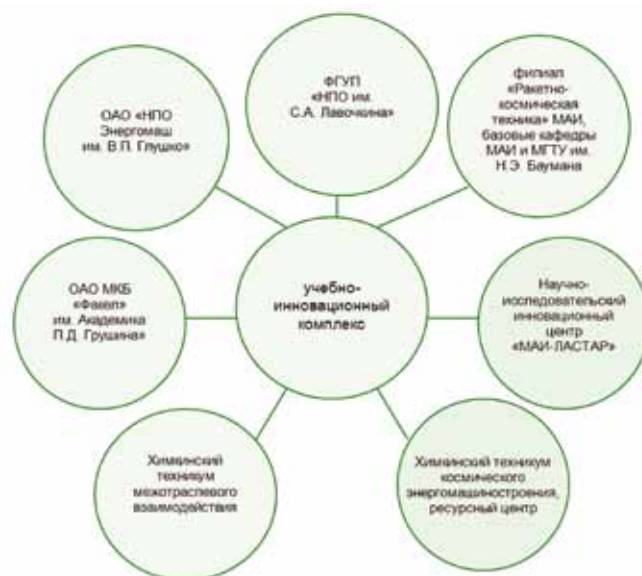 ФГУП
«НПО им.
С.А. Лавочкина»
филиал
«Ракетно-
космическая
техника» МАИ,
базовые кафедры
МАИ и МГТУ им.
Н.Э. Баумана
ОАО «НПО
Энергомаш
им. В.П. Глушко»
учебно-
инновационный
комплекс
ОАО МКБ
«Факел»
им. Академика
П.Д. Грушина»
Научно-
исследовательский
инновационный
центр
«МАИ-ЛАСТАР»
Химкинский
техникум
межотраслевого
взаимодействия
Химкинский техникум
космического
энергомашиностроения,
ресурсный центр